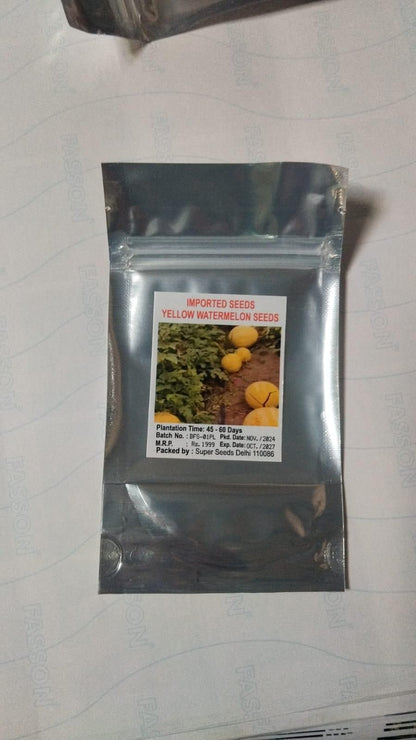 IMPORTED SEEDS
YELLOW WATERMELON SEEDS
Plantation Time: 45 - 60 Days
Batch No. : BFS-01PL Pkd. Date: NOV./2024
M.R.P. : Rs. 1999 Exp. Date: OCT./2027
Packed by : Super Seeds Delhi 110086
FASSON
FASSON
FASSON
FASSON
FASSON